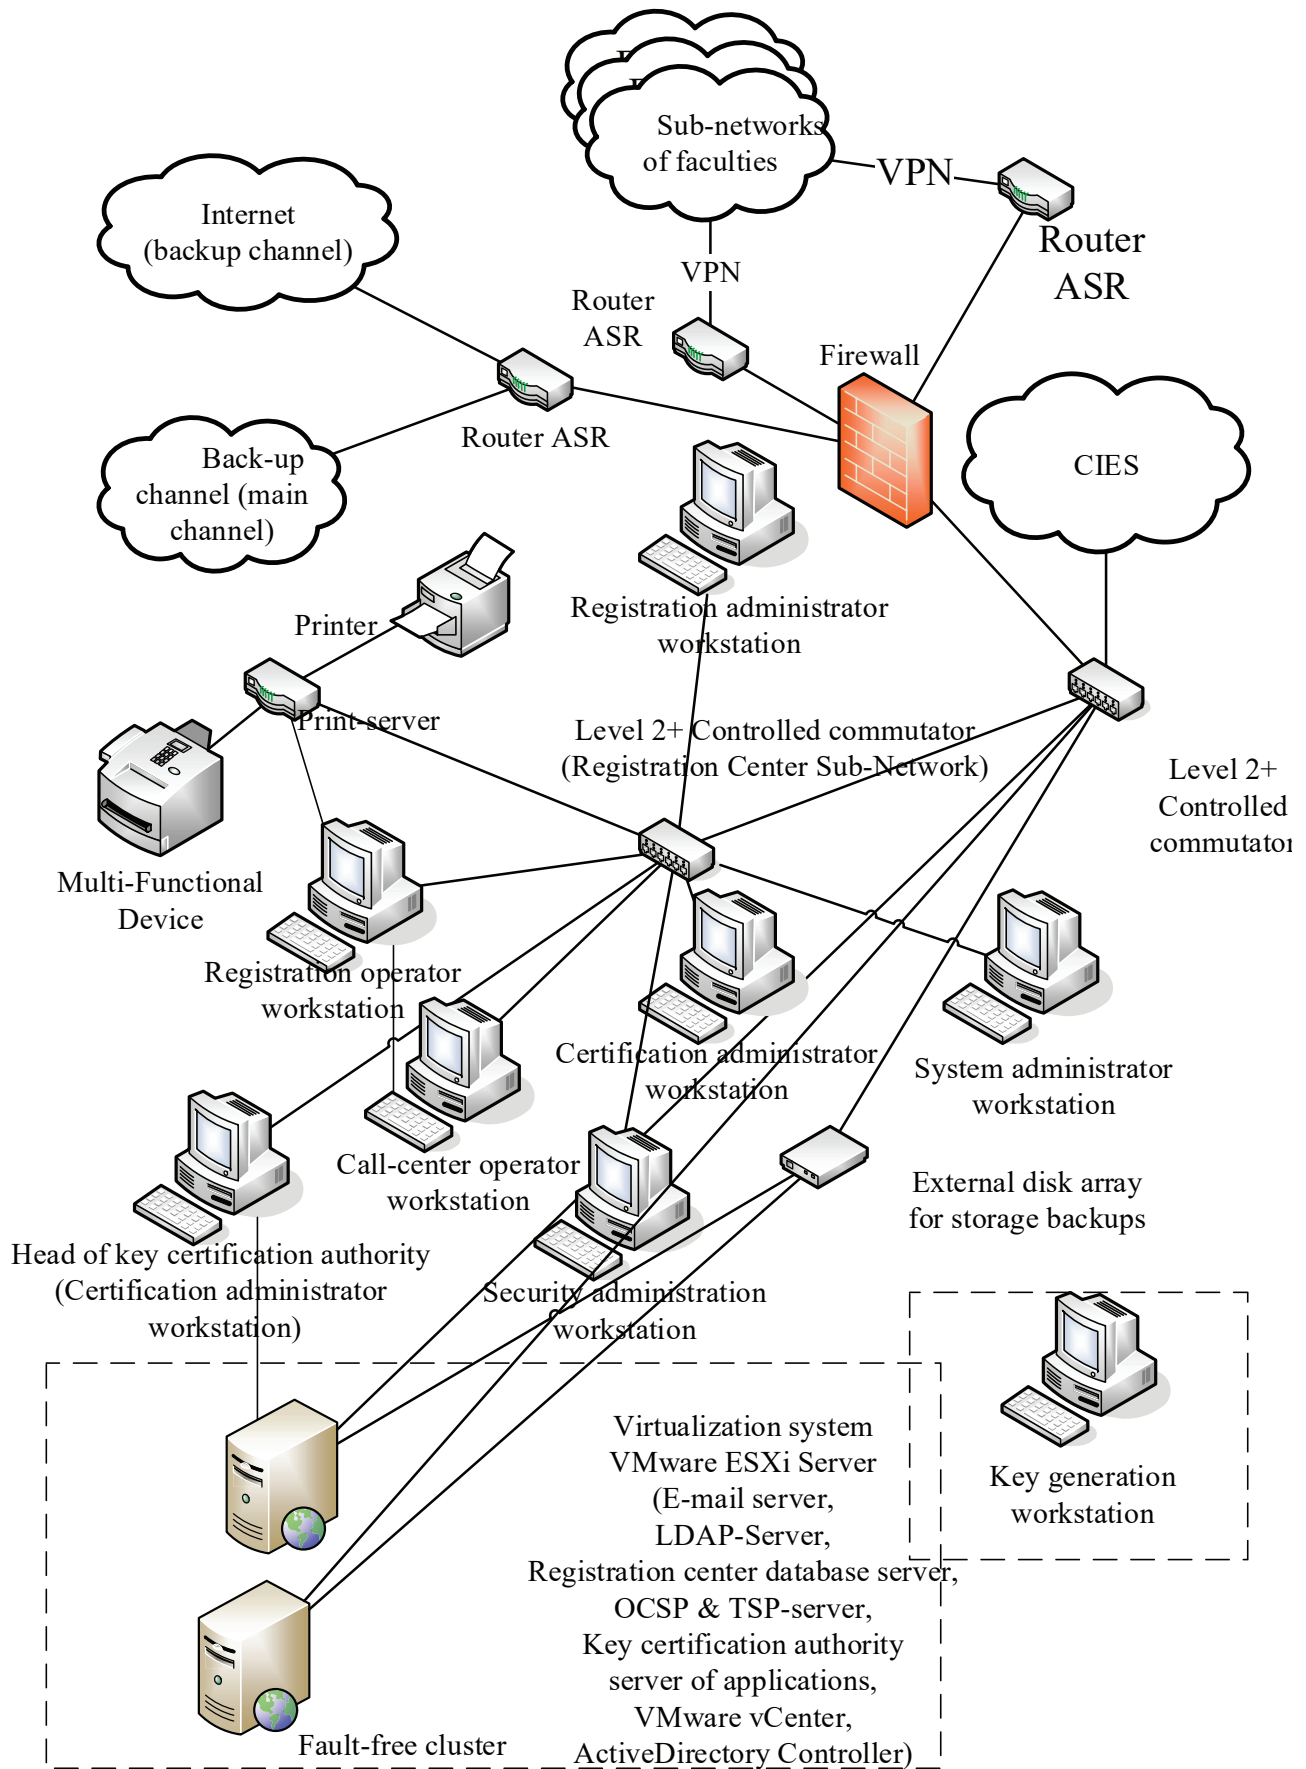 Sub-networks
of faculties
VPN
Router
ASR
Internet
(backup channel)
VPN
Router
ASR
Firewall
Router ASR
Back-up
channel (main
channel)
CIES
Printer
Registration administrator
workstation
Print-server
Level 2+ Controlled commutator
(Registration Center Sub-Network)
Level 2+
Controlled
commutator
Multi-Functional
Device
Registration operator
workstation
Certification administrator
workstation
System administrator
workstation
Call-center operator
workstation
External disk array
for storage backups
Head of key certification authority
(Certification administrator
workstation)
Security administration
workstation
Key generation
workstation
Virtualization system
VMware ESXi Server
(E-mail server,
LDAP-Server,
Registration center database server,
OCSP & TSP-server,
Key certification authority
server of applications,
VMware vCenter,
ActiveDirectory Controller)
Fault-free cluster